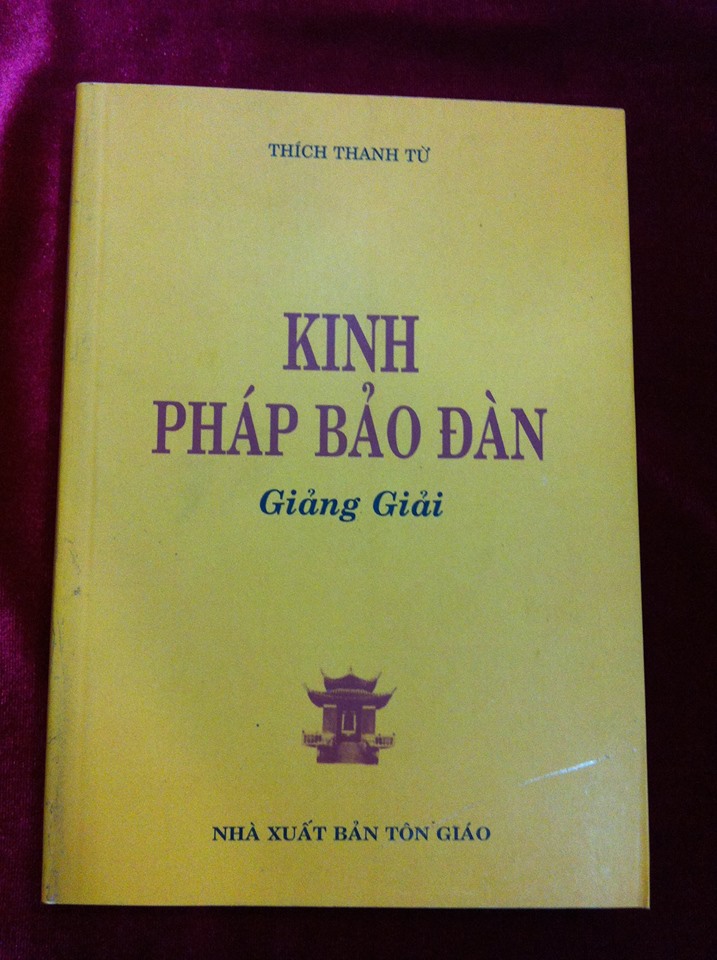 THÍCH THANH TỪ
KINH
PHÁP BẢO ĐÀN
Giảng Giải
NHÀ XUẤT BẢN TÔN GIÁO